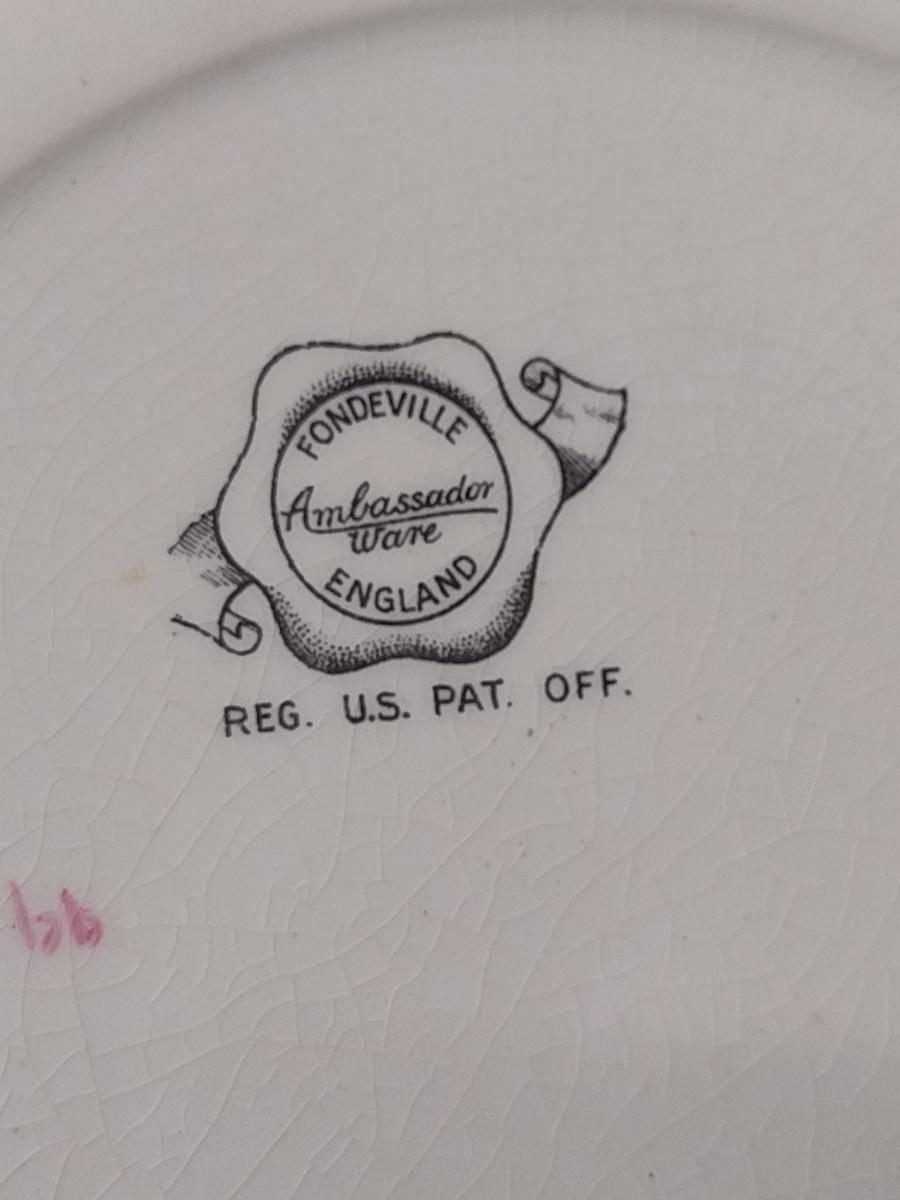 FONDEVILLE
Ambassador
Ware
ENGLAND
REG. U.S. PAT. OFF.